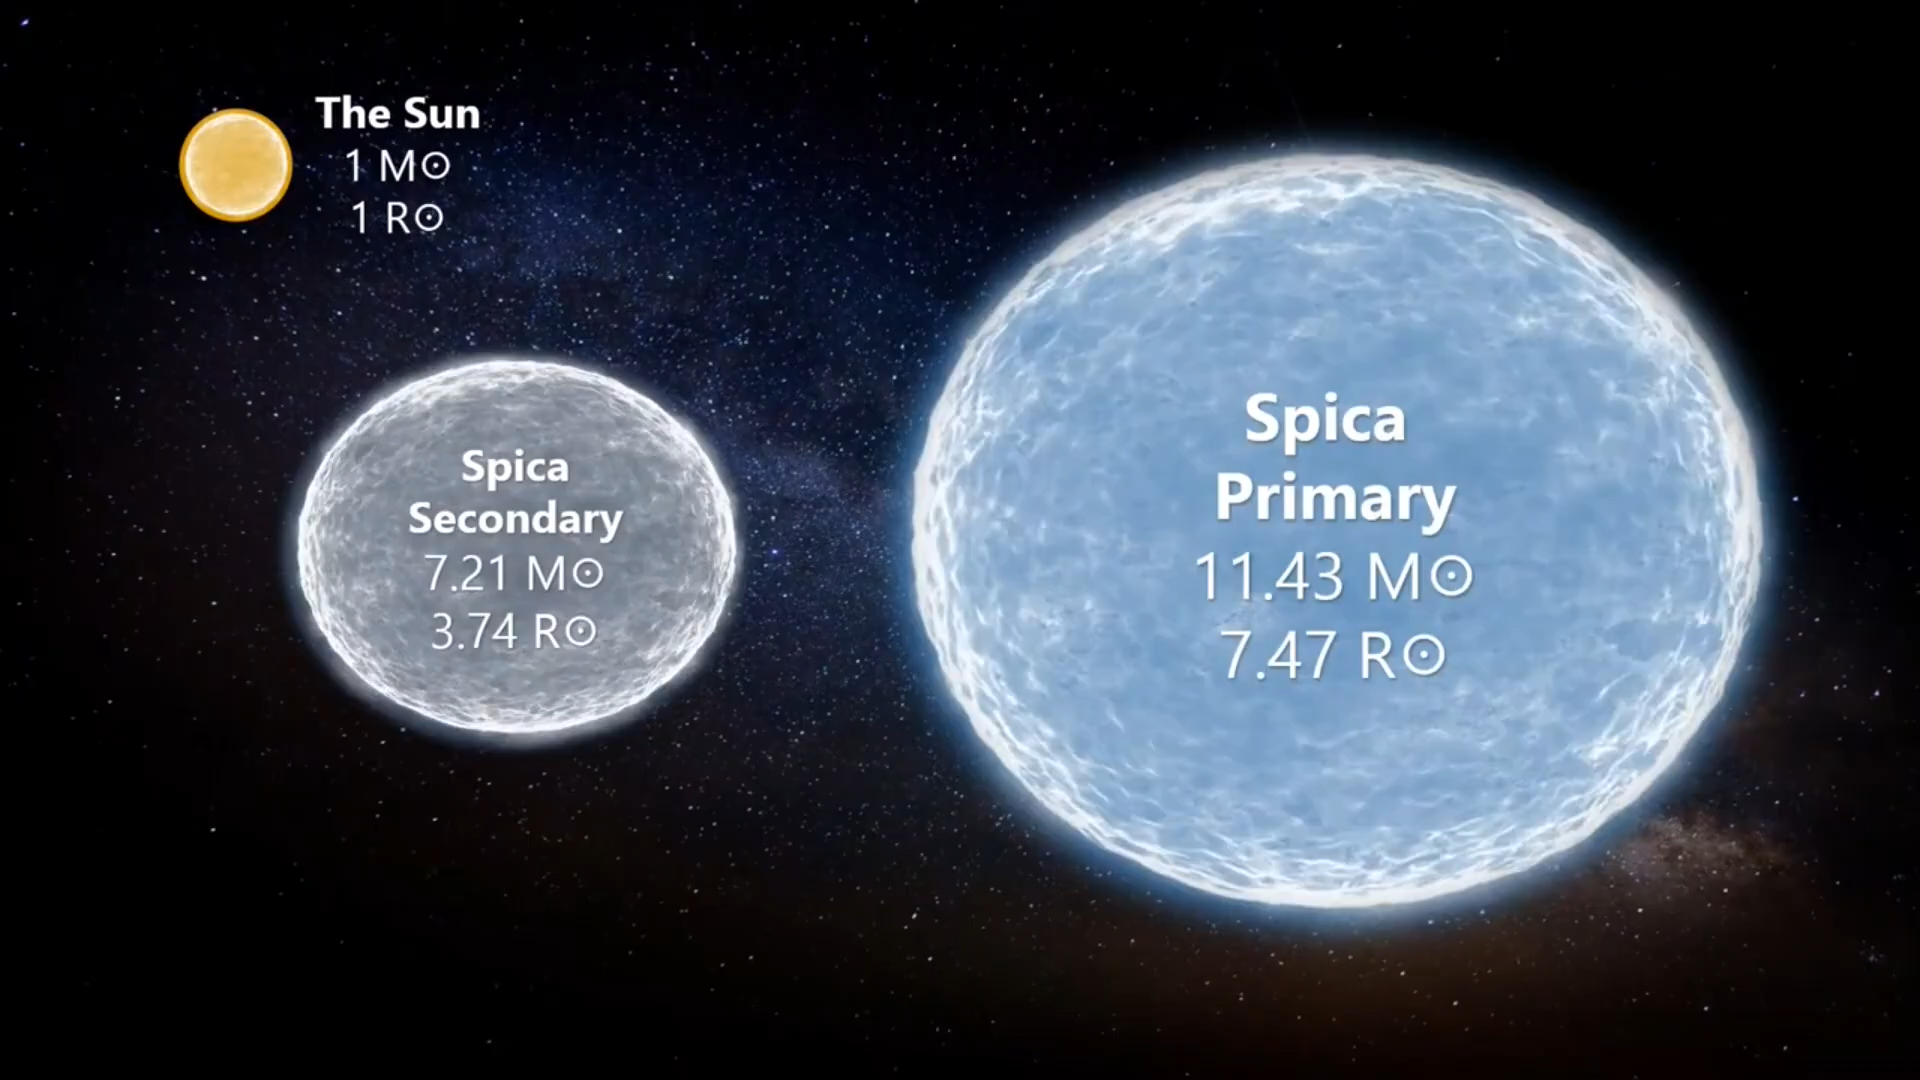 The Sun
1 M☉
1 R☉
Spica
Secondary
7.21 M☉
3.74 R☉
Spica
Primary
11.43 M☉
7.47 R☉